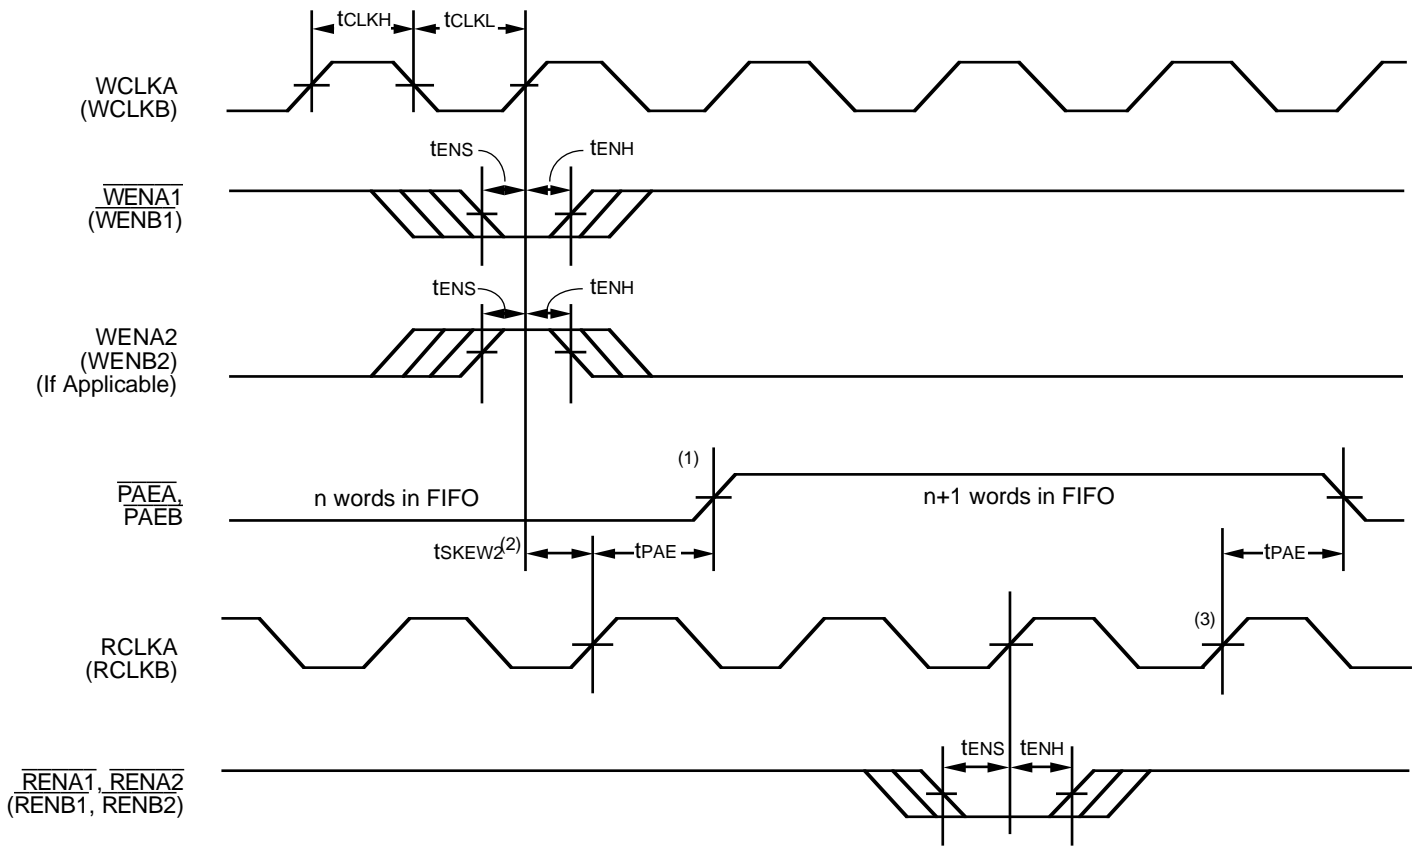 tCLKH tCLKL
WCLKA
(WCLKB)
tENS tENH
WENA1
(WENB1)
tENS tENH
WENA2
(WENB2)
(If Applicable)
(1)
PAEA,
PAEB
n words in FIFO n+1 words in FIFO
tSKEW2(2) tPAE tPAE
(3)
RCLKA
(RCLKB)
tENS tENH
RENA1, RENA2
(RENB1, RENB2)